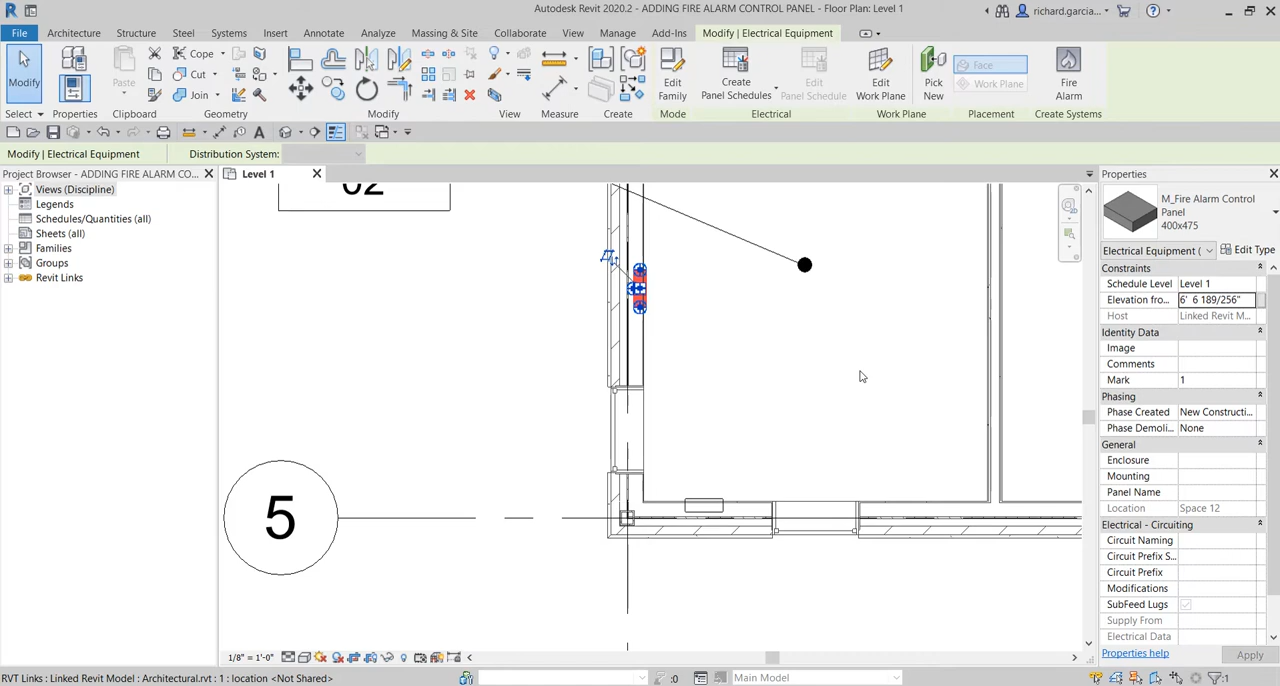 Autodesk Revit 2020.2 - ADDING FIRE ALARM CONTROL PANEL - Floor Plan: Level 1
richard.garcia...
File Architecture Structure Steel Systems Insert Annotate Analyze Massing & Site Collaborate View Manage Add-Ins Modify | Electrical Equipment
Modify
Paste
Cope
Cut
Join
Edit Family
Create Panel Schedules
Edit Panel Schedule
Edit Work Plane
Pick New
Face
Work Plane
Fire Alarm
Select Properties Clipboard Geometry Modify View Measure Create Mode Electrical Work Plane Placement Create Systems
Modify | Electrical Equipment Distribution System:
Project Browser - ADDING FIRE ALARM CO...
Views (Discipline)
Legends
Schedules/Quantities (all)
Sheets (all)
Families
Groups
Revit Links
Level 1
02
5
Properties
M_Fire Alarm Control Panel
400x475
Electrical Equipment ( Edit Type
Constraints
Schedule Level Level 1
Elevation fro... 6' 6 189/256"
Host Linked Revit M...
Identity Data
Image
Comments
Mark 1
Phasing
Phase Created New Constructi...
Phase Demoli... None
General
Enclosure
Mounting
Panel Name
Location Space 12
Electrical - Circuiting
Circuit Naming
Circuit Prefix S...
Circuit Prefix
Modifications
SubFeed Lugs
Supply From
Electrical Data
Properties help Apply
1/8" = 1'-0"
RVT Links : Linked Revit Model : Architectural.rvt : 1 : location <Not Shared> :0 Main Model :1